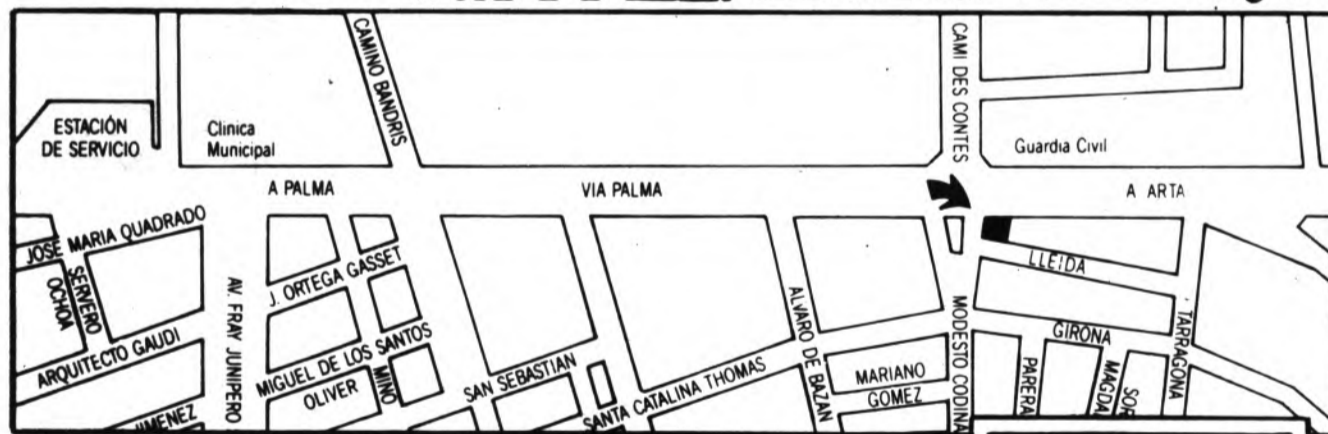 CAMINO BANDRIS
CAMI DES CONTES
ESTACIÓN
DE SERVICIO
Clinica
Municipal
Guardia Civil
A PALMA
VIA PALMA
A ARTA
JOSE MARIA QUADRADO
SERVERO
OCHOA
AV. FRAY JUNIPERO
J. ORTEGA GASSET
LLEIDA
ARQUITECTO GAUDI
MIGUEL DE LOS SANTOS
OLIVER
MINO
SAN SEBASTIAN
SANTA CATALINA THOMAS
ALVARO DE BAZAN
MARIANO
GOMEZ
MODESTO CODINA
GIRONA
TARRAGONA
PARERA
MAGDA
SOR
JIMENEZ